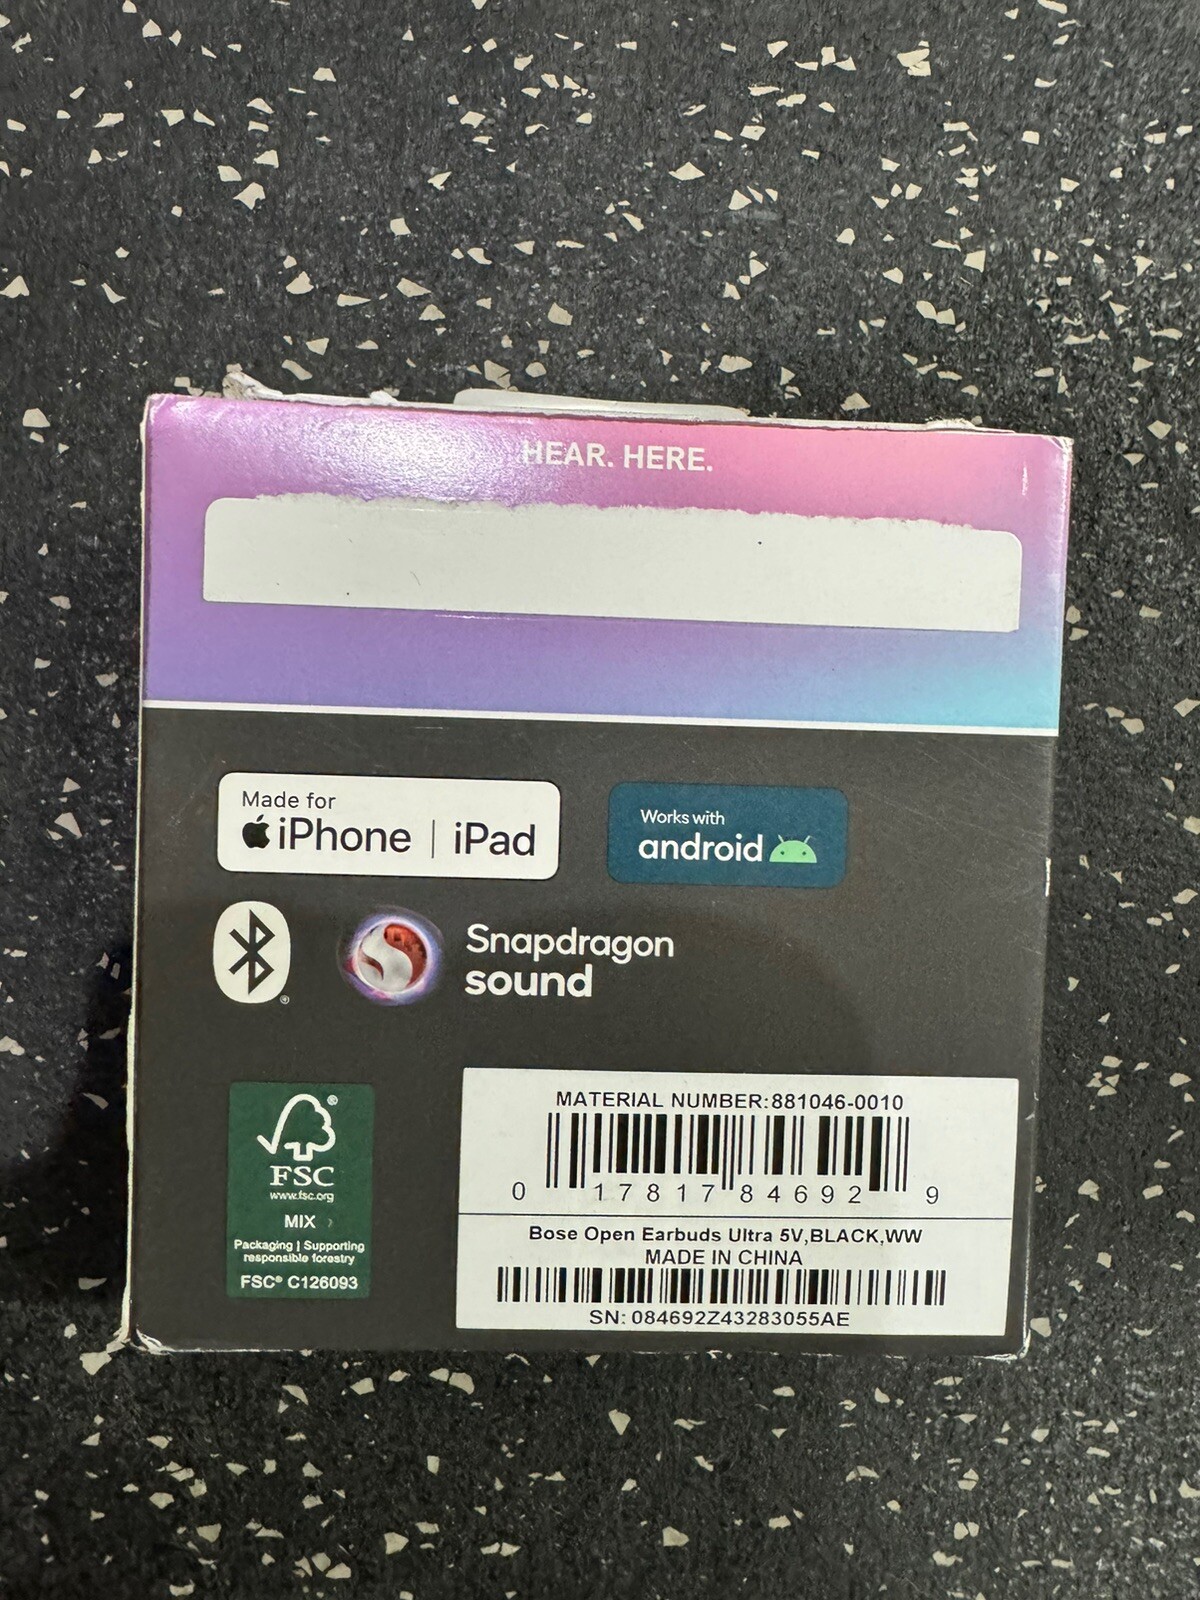 HEAR. HERE.
Made for
iPhone | iPad
Works with
android
Snapdragon
sound
®
®
FSC
www.fsc.org
MIX
Packaging | Supporting
responsible forestry
FSC® C126093
MATERIAL NUMBER:881046-0010
0 17817 84692 9
Bose Open Earbuds Ultra 5V,BLACK,WW
MADE IN CHINA
SN: 084692Z43283055AE